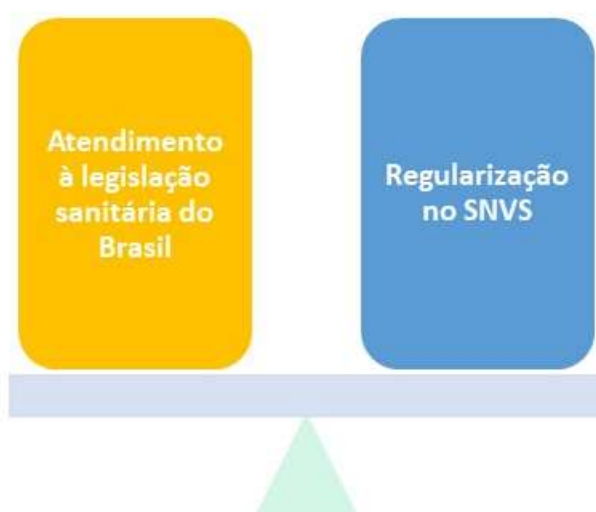 Atendimento
à legislação
sanitária do
Brasil
Regularização
no SNVS